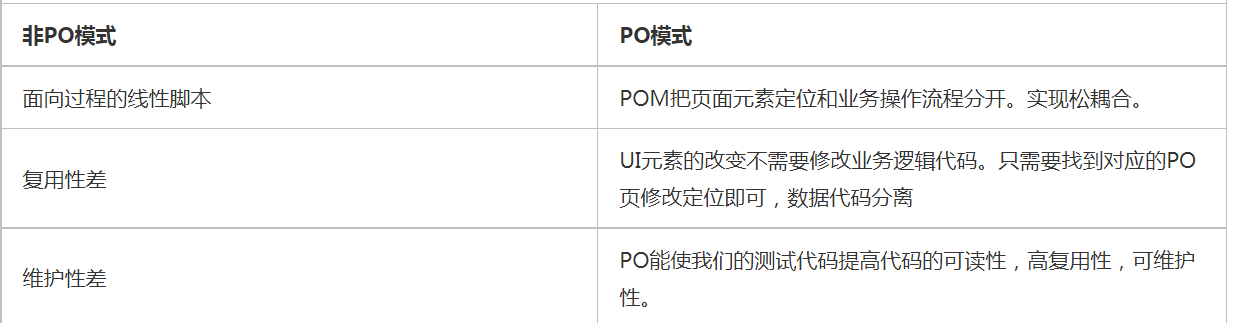 非PO模式
PO模式
面向过程的线性脚本
POM把页面元素定位和业务操作流程分开。实现松耦合。
复用性差
UI元素的改变不需要修改业务逻辑代码。只需要找到对应的PO
页修改定位即可，数据代码分离
维护性差
PO能使我们的测试代码提高代码的可读性，高复用性，可维护
性。